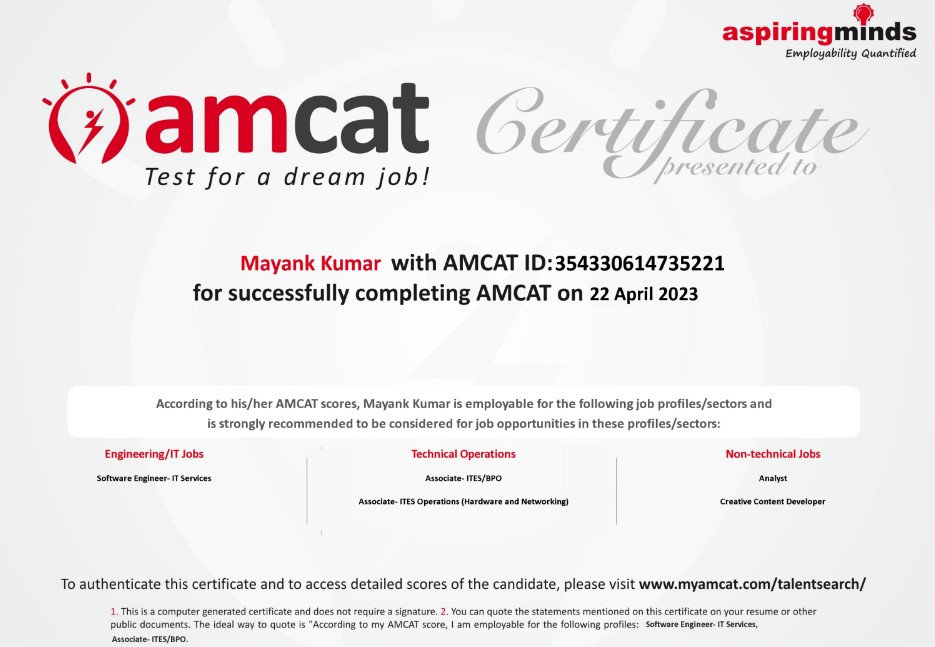 aspiringminds
Employability Quantified
amcat
Test for a dream job!
Certificate
presented to
Mayank Kumar with AMCAT ID:354330614735221
for successfully completing AMCAT on 22 April 2023
According to his/her AMCAT scores, Mayank Kumar is employable for the following job profiles/sectors and
is strongly recommended to be considered for job opportunities in these profiles/sectors:
Engineering/IT Jobs
Software Engineer- IT Services
Technical Operations
Associate- ITES/BPO
Associate- ITES Operations (Hardware and Networking)
Non-technical Jobs
Analyst
Creative Content Developer
To authenticate this certificate and to access detailed scores of the candidate, please visit www.myamcat.com/talentsearch/
1. This is a computer generated certificate and does not require a signature. 2. You can quote the statements mentioned on this certificate on your resume or other
public documents. The ideal way to quote is "According to my AMCAT score, I am employable for the following profiles: Software Engineer- IT Services,
Associate- ITES/BPO.